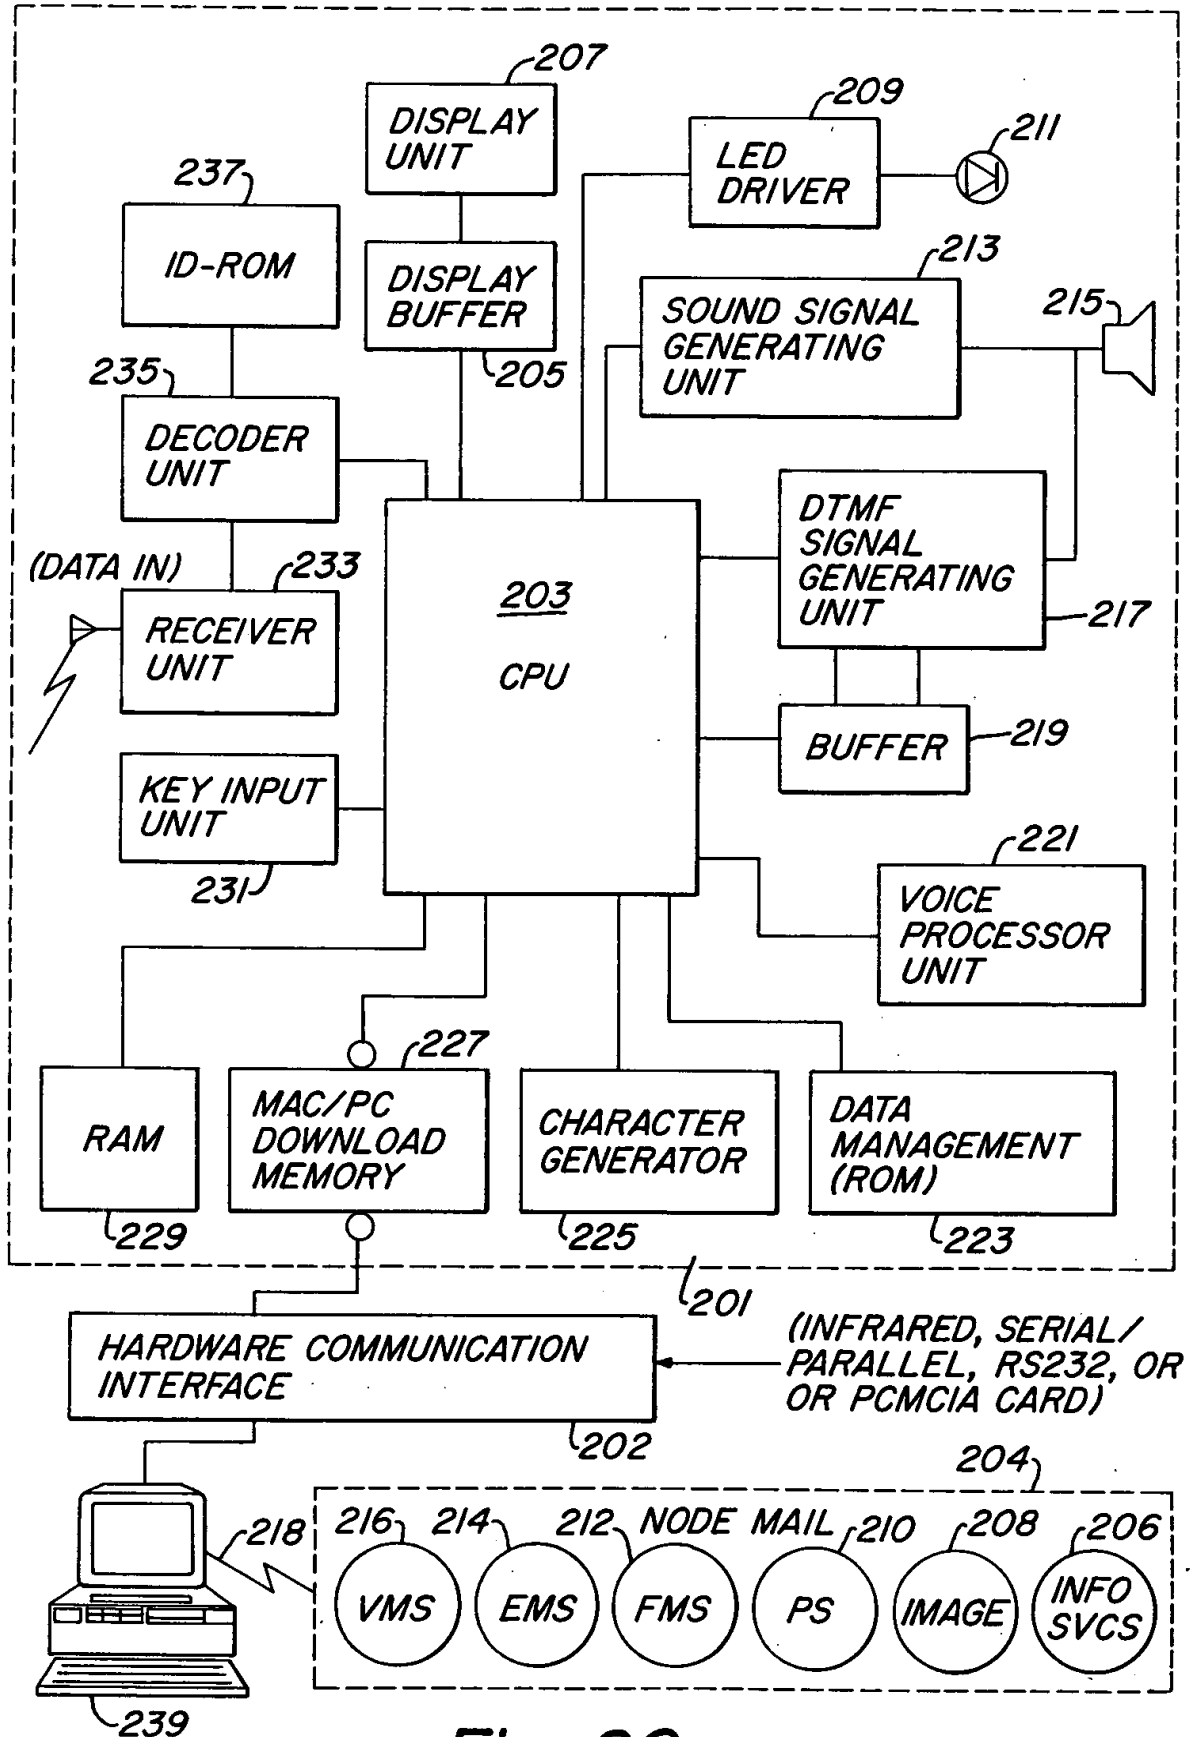 207
DISPLAY
UNIT
209
LED
DRIVER
211
237
ID-ROM
DISPLAY
BUFFER
205
213
SOUND SIGNAL
GENERATING
UNIT
215
235
DECODER
UNIT
DTMF
SIGNAL
GENERATING
UNIT
217
(DATA IN)
233
RECEIVER
UNIT
203
CPU
BUFFER
219
KEY INPUT
UNIT
231
221
VOICE
PROCESSOR
UNIT
RAM
229
227
MAC/PC
DOWNLOAD
MEMORY
CHARACTER
GENERATOR
225
DATA
MANAGEMENT
(ROM)
223
201
HARDWARE COMMUNICATION
INTERFACE
202
(INFRARED, SERIAL/
PARALLEL, RS232, OR
OR PCMCIA CARD)
204
NODE MAIL
218
216
VMS
214
EMS
212
FMS
210
PS
208
IMAGE
206
INFO
SVCS
239